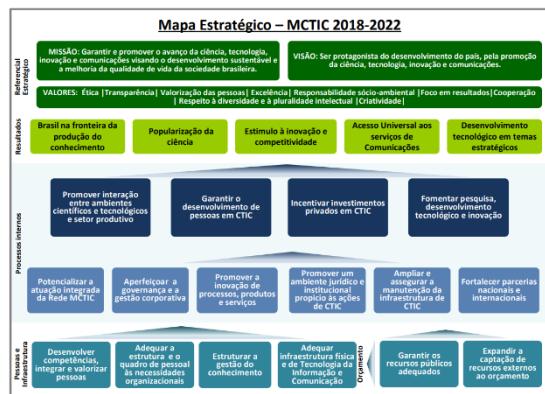 Mapa Estratégico – MCTIC 2018-2022
Referencial
Estratégico
MISSÃO: Garantir e promover o avanço da ciência, tecnologia,
inovação e comunicações visando o desenvolvimento sustentável e
a melhoria da qualidade de vida da sociedade brasileira.
VISÃO: Ser protagonista do desenvolvimento do país, pela promoção
da ciência, tecnologia, inovação e comunicações.
VALORES: Ética |Transparência| Valorização das pessoas| Excelência| Responsabilidade sócio-ambiental |Foco em resultados|Cooperação
| Respeito à diversidade e à pluralidade intelectual |Criatividade|
Resultados
Brasil na fronteira da
produção do
conhecimento
Popularização da
ciência
Estímulo à inovação e
competitividade
Acesso Universal aos
serviços de
Comunicações
Desenvolvimento
tecnológico em temas
estratégicos
Processos internos
Promover interação
entre ambientes
científicos e tecnológicos
e setor produtivo
Garantir o
desenvolvimento de
pessoas em CTIC
Incentivar investimentos
privados em CTIC
Fomentar pesquisa,
desenvolvimento
tecnológico e inovação
Potencializar a
atuação integrada
da Rede MCTIC
Aperfeiçoar a
governança e a
gestão corporativa
Promover a
inovação de
processos, produtos
e serviços
Promover um
ambiente jurídico e
institucional
propício às ações de
CTIC
Ampliar e
assegurar a
manutenção da
infraestrutura de
CTIC
Fortalecer parcerias
nacionais e
internacionais
Pessoas e
Infraestrutura
Desenvolver
competências,
integrar e valorizar
pessoas
Adequar a
estrutura e o
quadro de pessoal
às necessidades
organizacionais
Estruturar a
gestão do
conhecimento
Adequar
infraestrutura física
e de Tecnologia da
Informação e
Comunicação
Orçamento
Garantir os
recursos públicos
adequados
Expandir a
captação de
recursos externos
ao orçamento